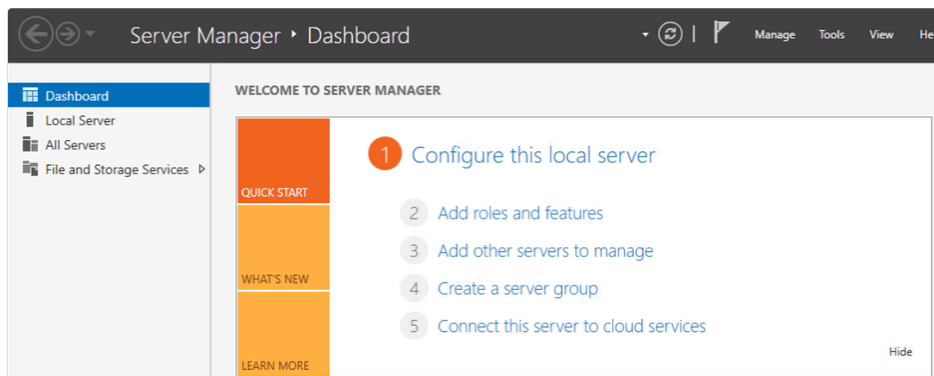 Server Manager ‣ Dashboard
Manage Tools View He
Dashboard
Local Server
All Servers
File and Storage Services
WELCOME TO SERVER MANAGER
QUICK START
WHAT'S NEW
LEARN MORE
1 Configure this local server
2 Add roles and features
3 Add other servers to manage
4 Create a server group
5 Connect this server to cloud services
Hide